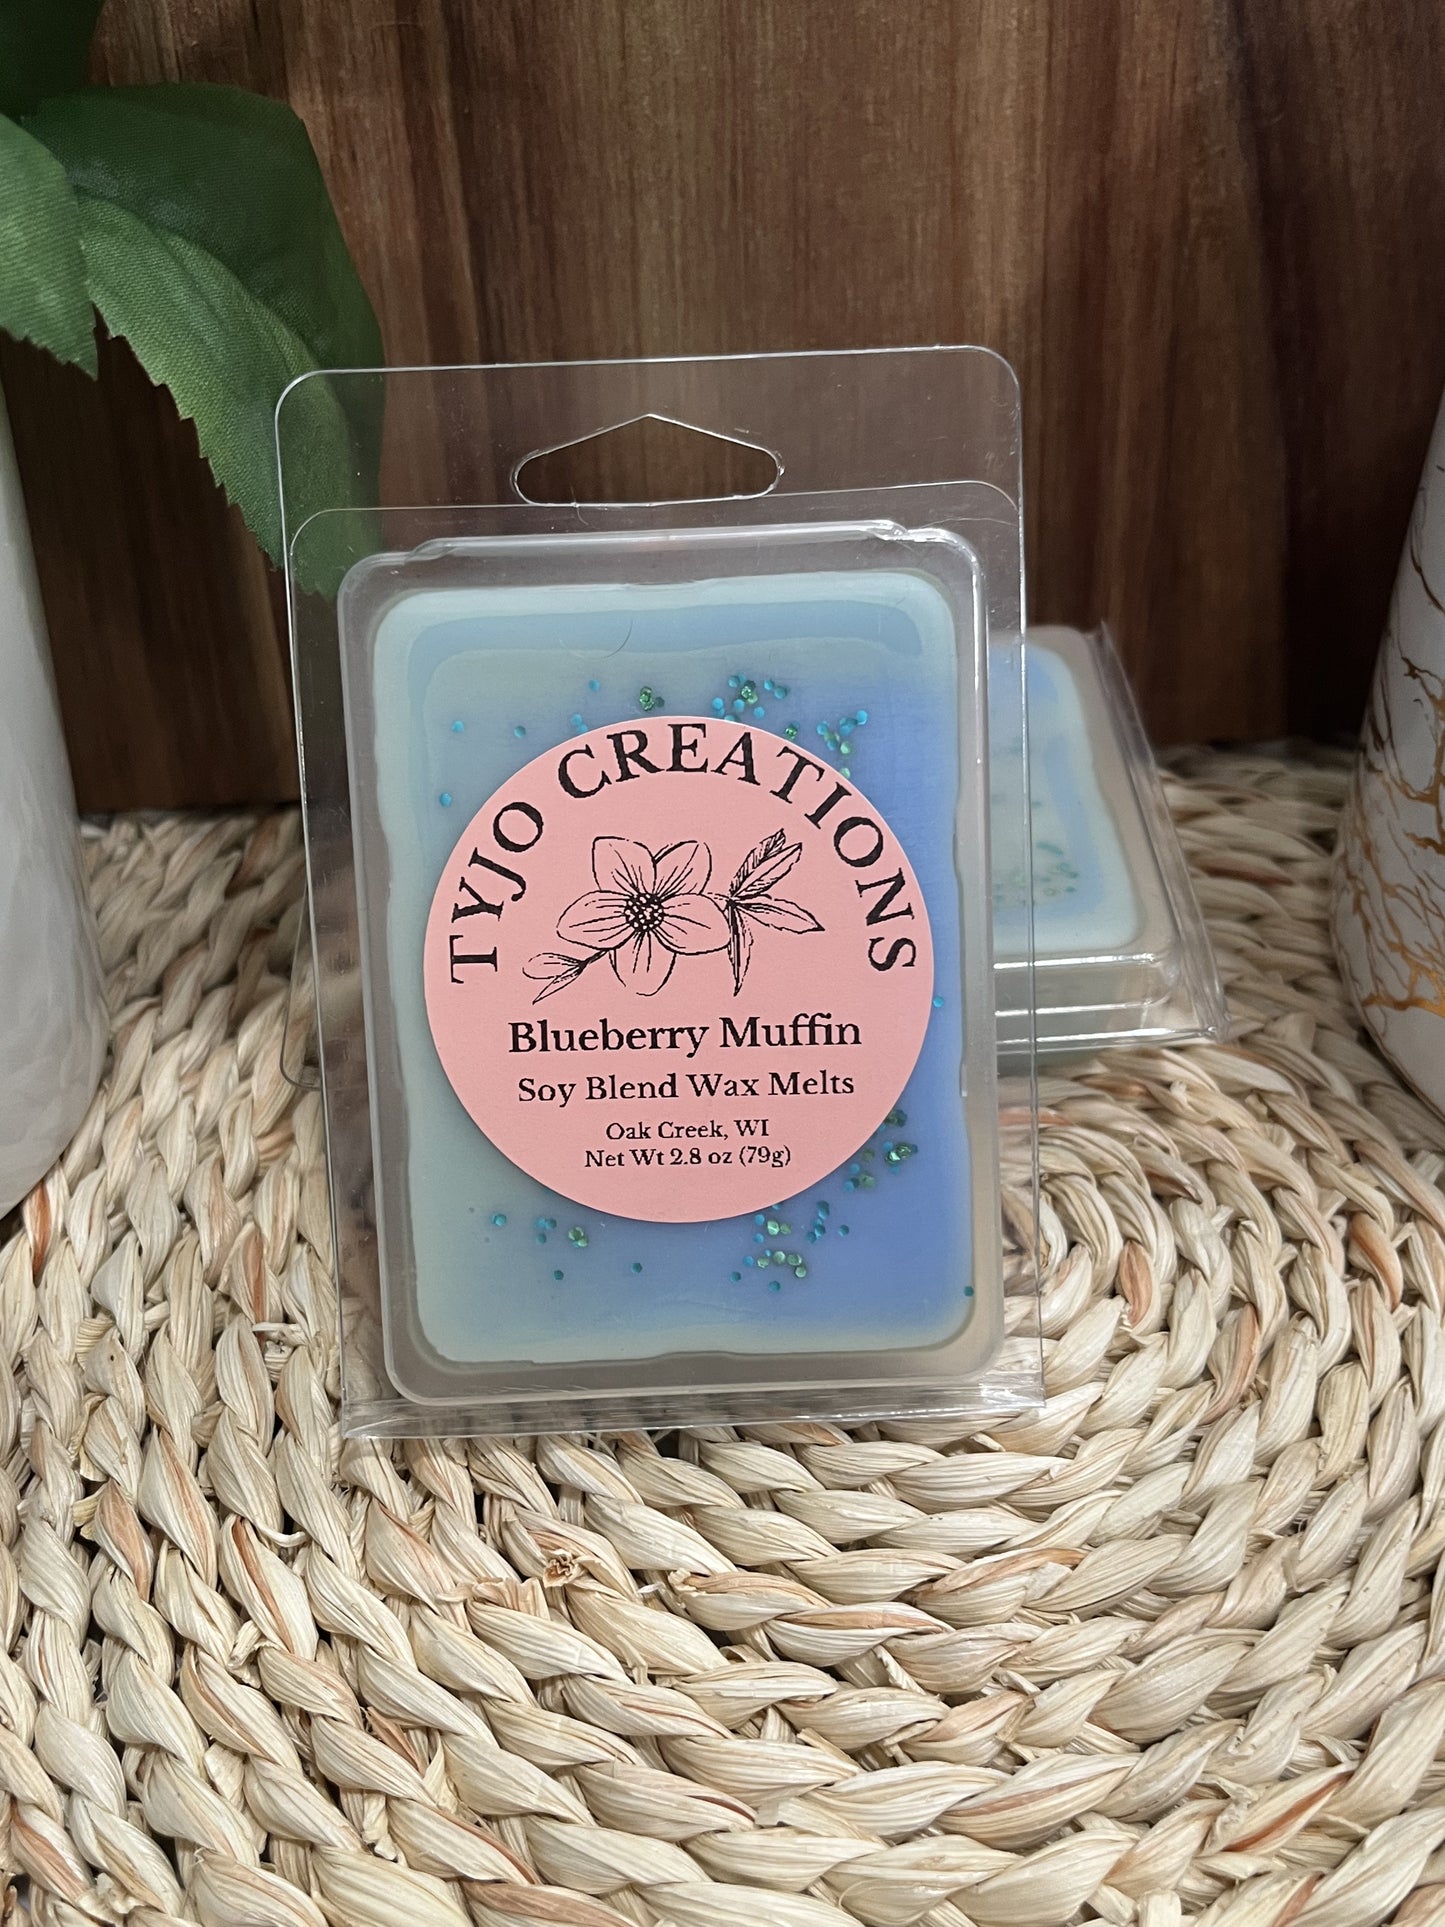 TYJO CREATIONS
Blueberry Muffin
Soy Blend Wax Melts
Oak Creek, WI
Net Wt 2.8 oz (79g)